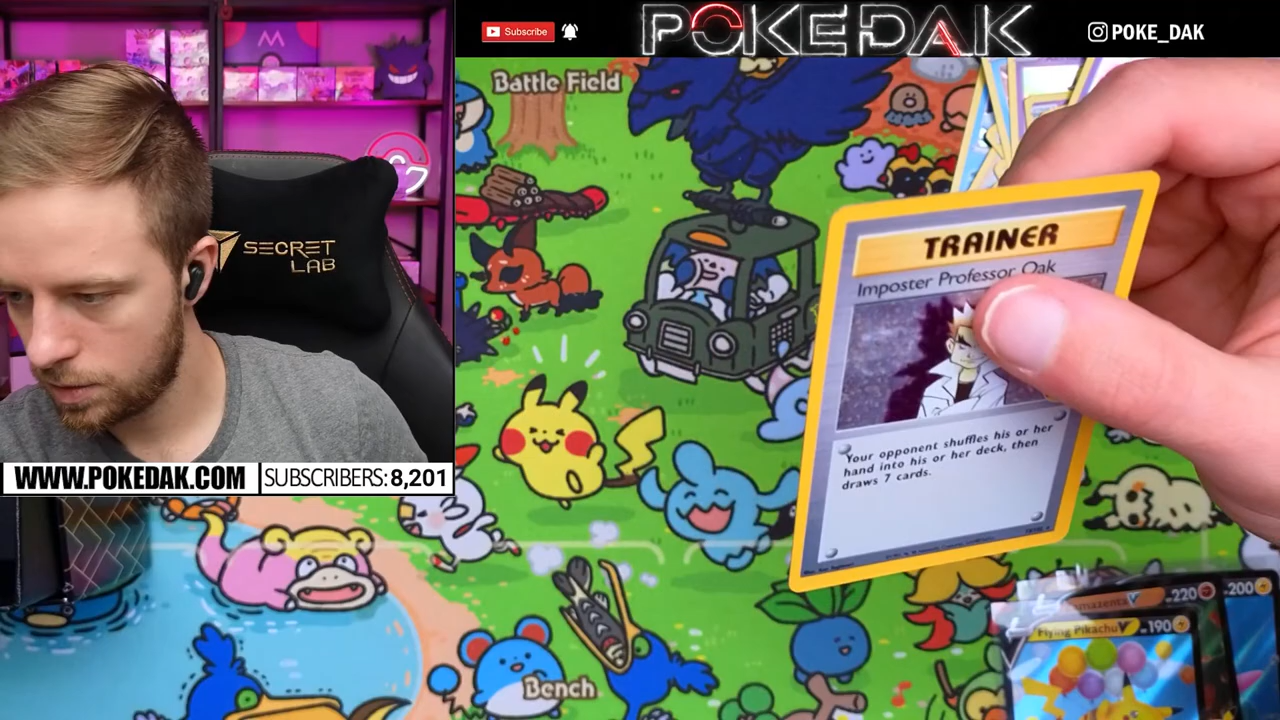 Subscribe
POKEDAK
POKE_DAK
Battle Field
SECRET
LAB
TRAINER
Imposter Professor Oak
Your opponent shuffles his or her
hand into his or her deck, then
draws 7 cards.
WWW.POKEDAK.COM
SUBSCRIBERS: 8,201
Bench
amazenta V
220
200
Flying Pikachu V
190
M